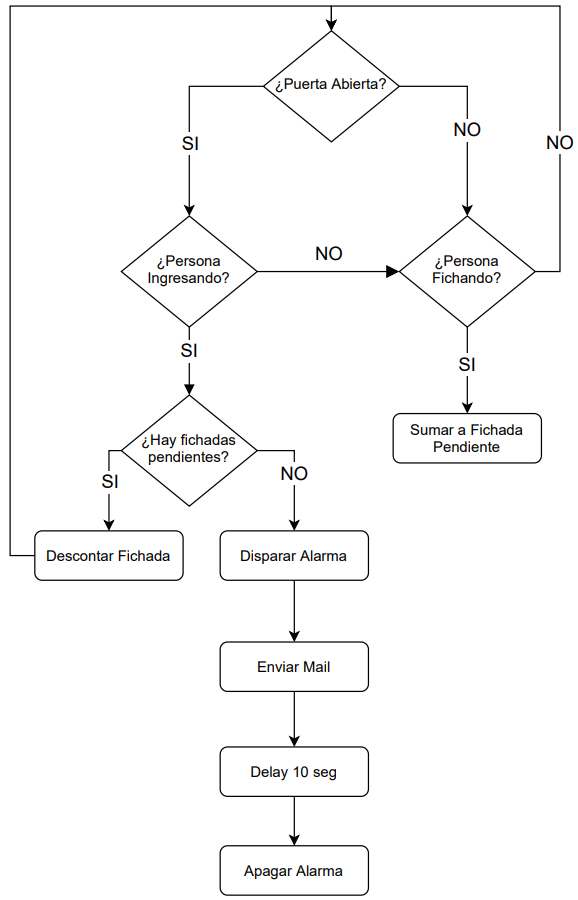 ¿Puerta Abierta?
SI
NO
NO
¿Persona
Ingresando?
NO
¿Persona
Fichando?
SI
SI
¿Hay fichadas
pendientes?
Sumar a Fichada
Pendiente
SI
NO
Descontar Fichada
Disparar Alarma
Enviar Mail
Delay 10 seg
Apagar Alarma